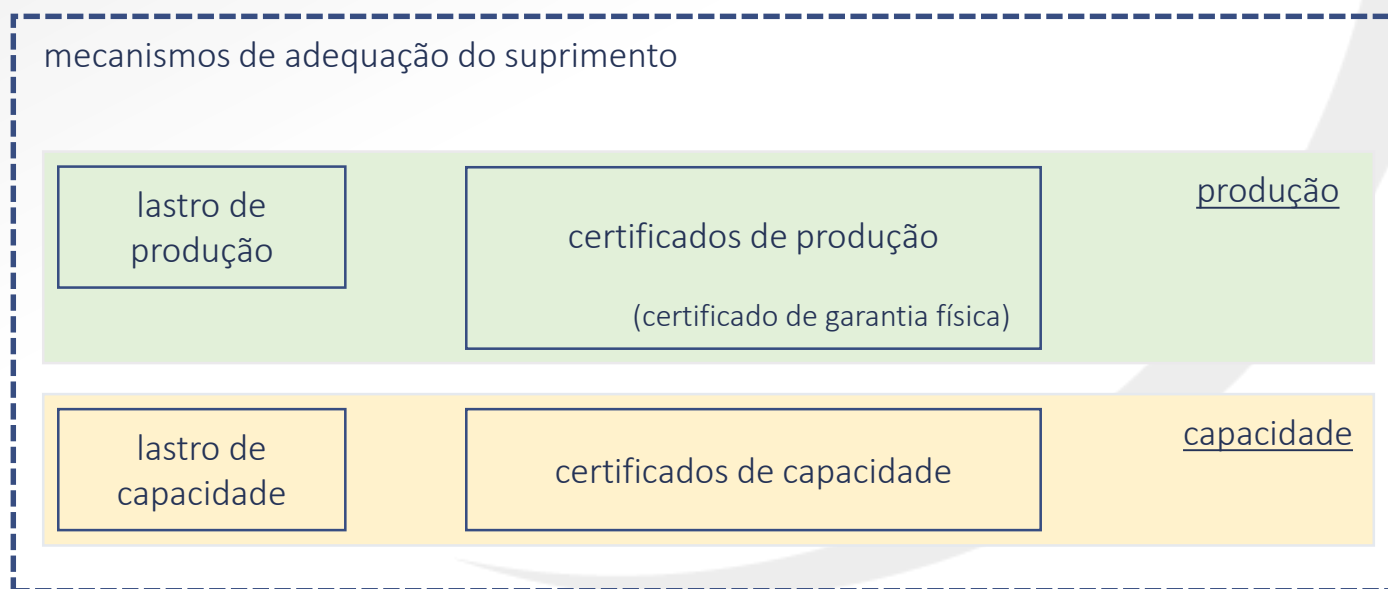 mecanismos de adequação do suprimento
lastro de
produção
certificados de produção
(certificado de garantia física)
produção
lastro de
capacidade
certificados de capacidade
capacidade